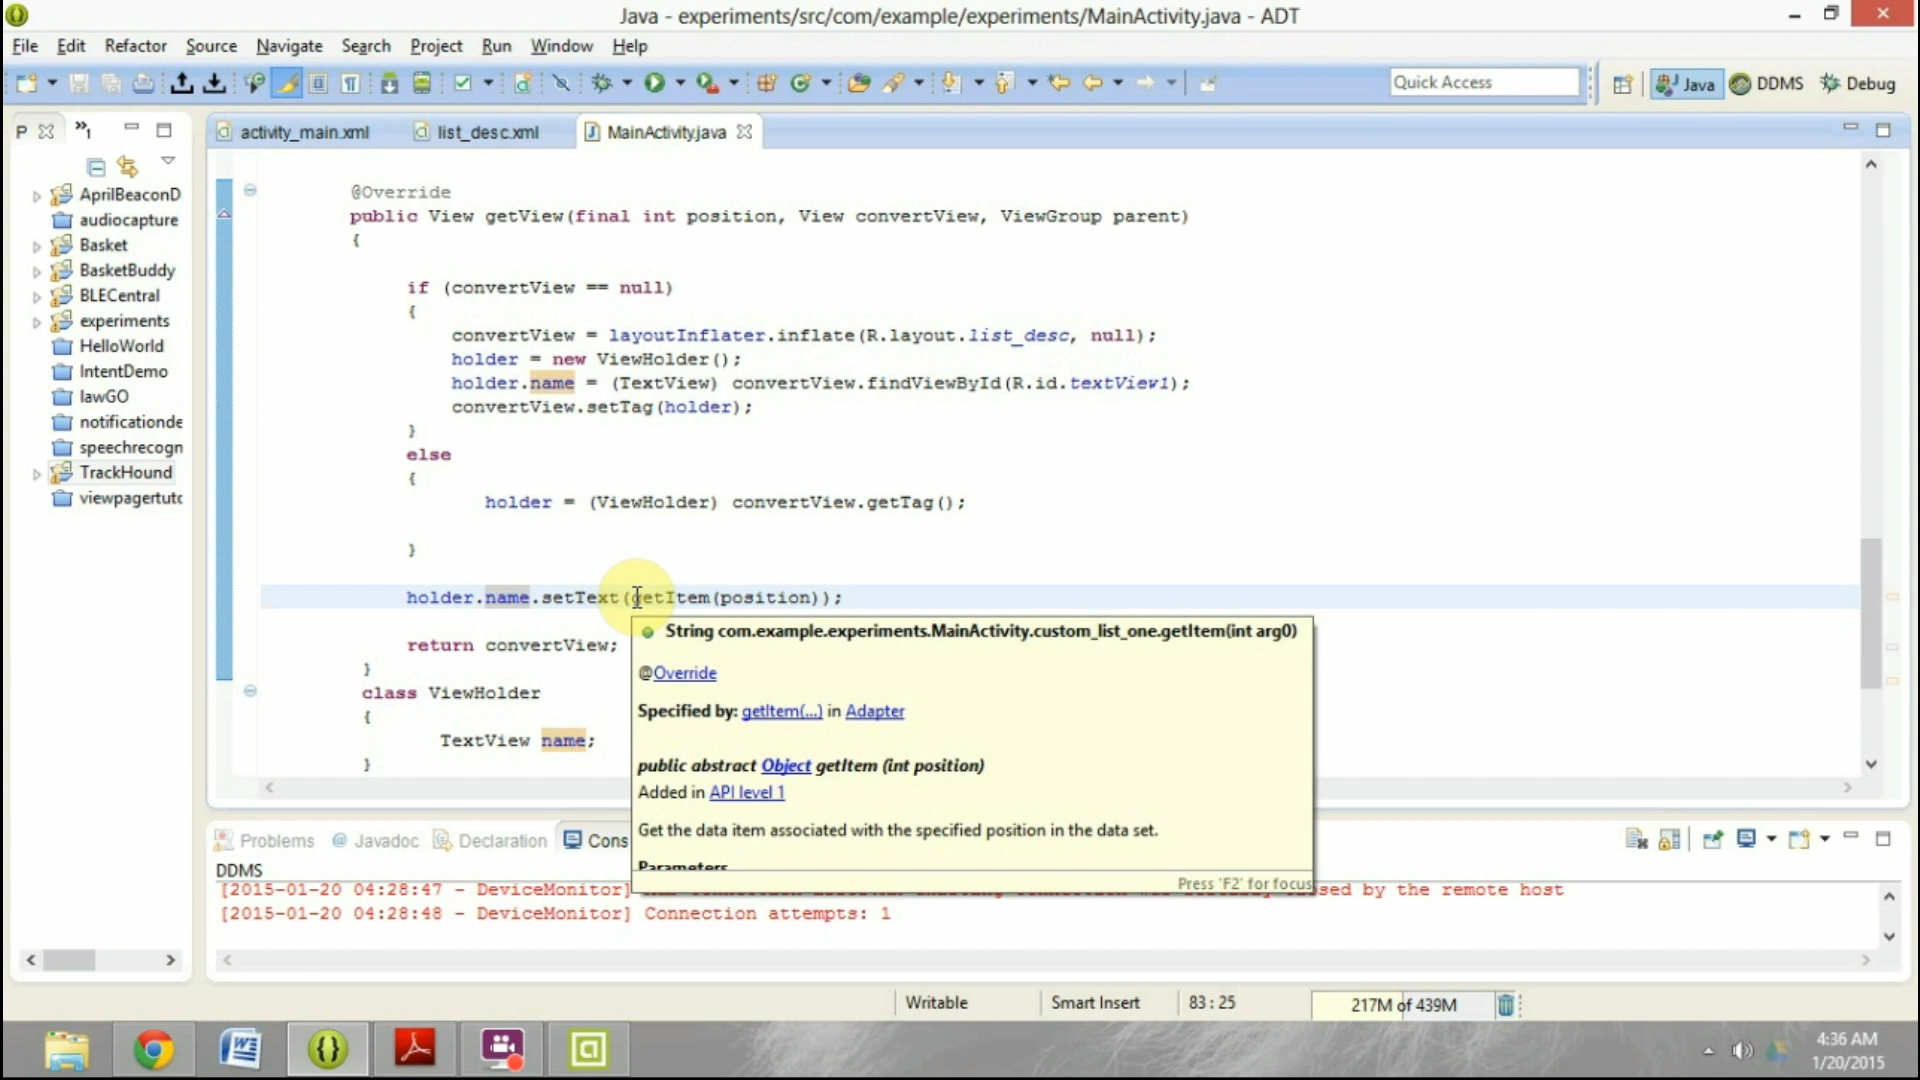 Java - experiments/src/com/example/experiments/MainActivity.java - ADT
File Edit Refactor Source Navigate Search Project Run Window Help
Quick Access
Java
DDMS
Debug
P
»1
activity_main.xml
list_desc.xml
MainActivity.java
AprilBeaconD
audiocapture
Basket
BasketBuddy
BLECentral
experiments
HelloWorld
IntentDemo
lawGO
notificationde
speechrecogn
TrackHound
viewpagertuto
@Override
public View getView(final int position, View convertView, ViewGroup parent)
{
if (convertView == null)
{
convertView = layoutInflater.inflate(R.layout.list_desc, null);
holder = new ViewHolder();
holder.name = (TextView) convertView.findViewById(R.id.textView1);
convertView.setTag(holder);
}
else
{
holder = (ViewHolder) convertView.getTag();
}
holder.name.setText(getItem(position));
return convertView;
}
class ViewHolder
{
TextView name;
}
String com.example.experiments.MainActivity.custom_list_one.getItem(int arg0)
@Override
Specified by: getItem(...) in Adapter
public abstract Object getItem (int position)
Added in API level 1
Get the data item associated with the specified position in the data set.
Parameters
Press 'F2' for focus
Problems @ Javadoc Declaration Cons
DDMS
[2015-01-20 04:28:47 - DeviceMonitor] sed by the remote host
[2015-01-20 04:28:48 - DeviceMonitor] Connection attempts: 1
Writable
Smart Insert
83 : 25
217M of 439M
4:36 AM
1/20/2015